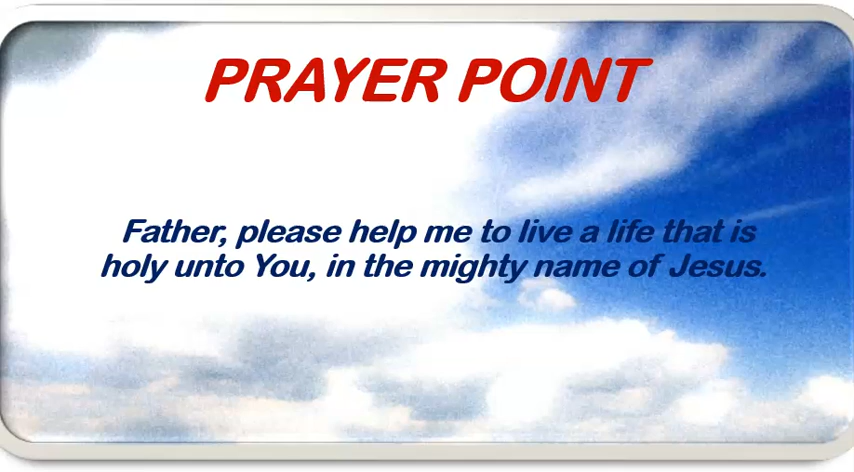 PRAYER POINT
Father, please help me to live a life that is
holy unto You, in the mighty name of Jesus.